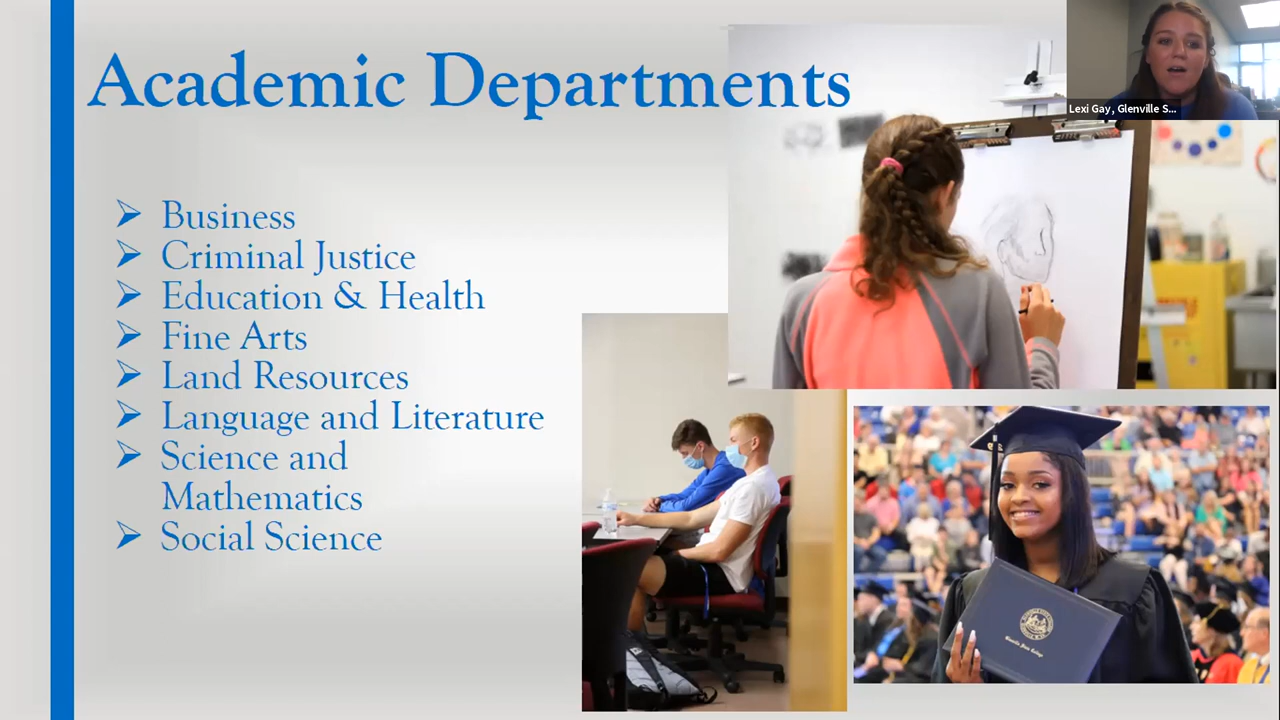 Academic Departments
Lexi Gay, Glenville S...
➢ Business
➢ Criminal Justice
➢ Education & Health
➢ Fine Arts
➢ Land Resources
➢ Language and Literature
➢ Science and
Mathematics
➢ Social Science